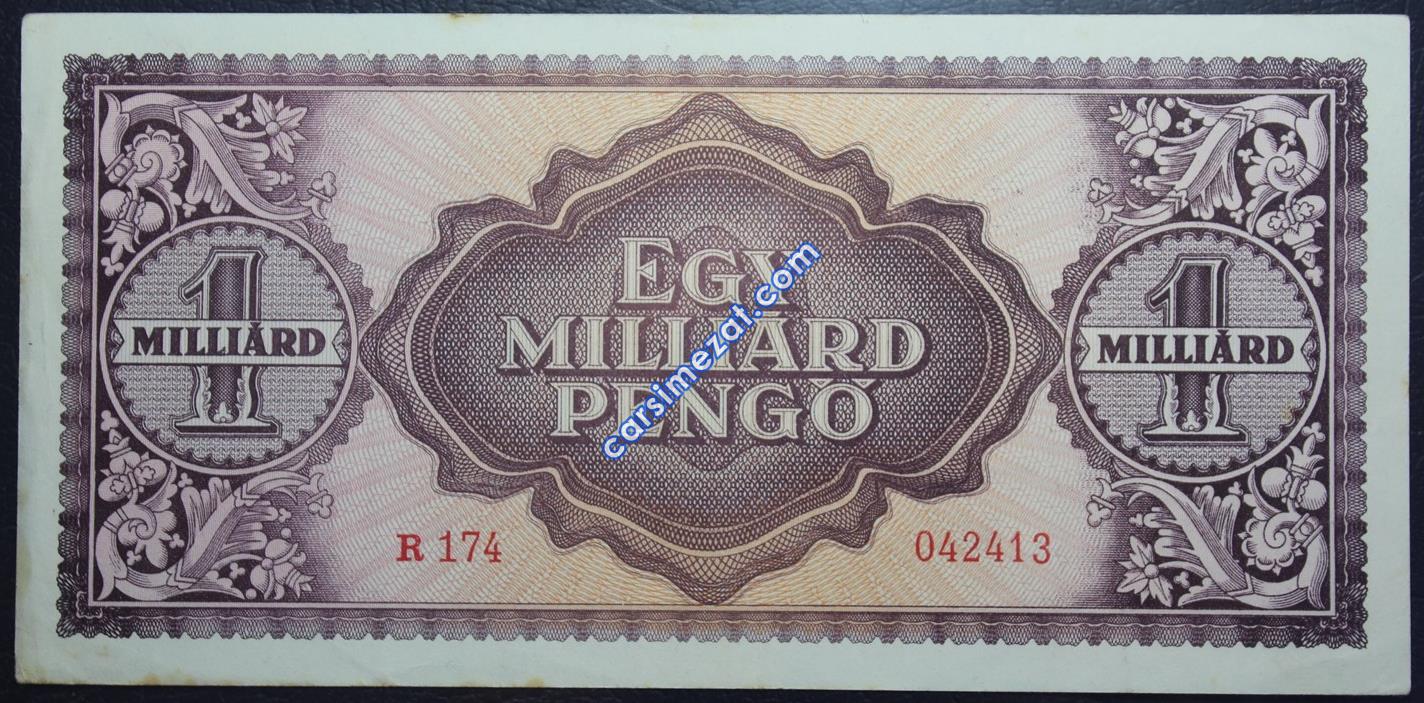 EGY
MILLIÁRD
PENGŐ
1
MILLIÁRD
1
MILLIÁRD
R 174
042413
carsimezat.com